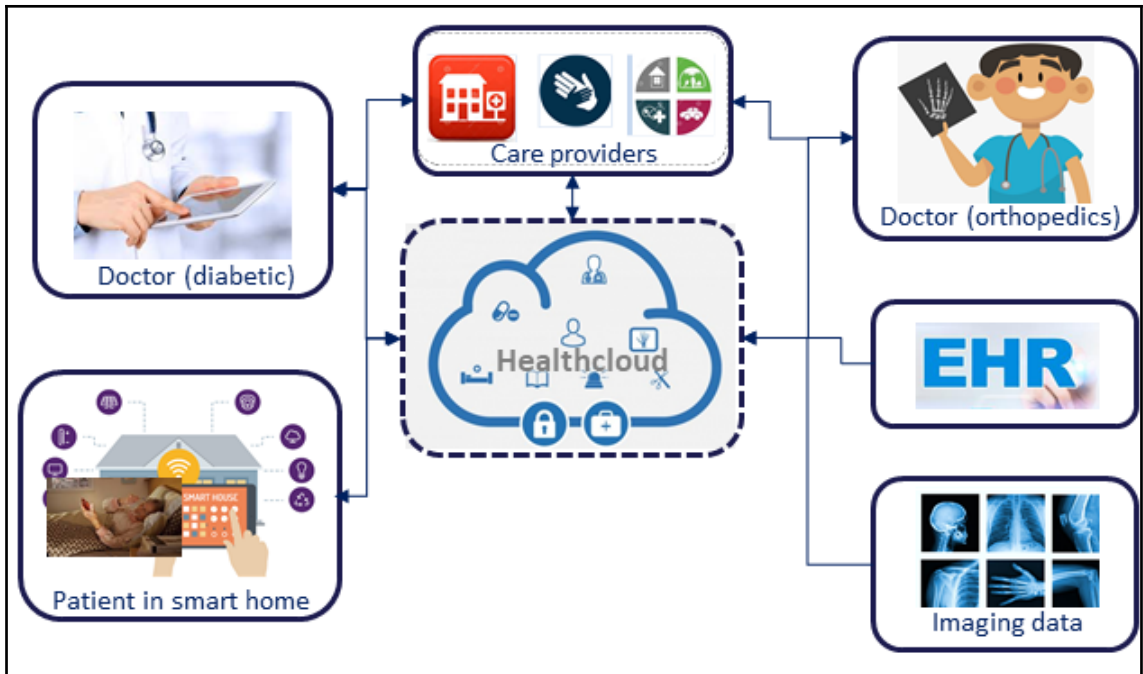 Care providers
Doctor (diabetic)
Doctor (orthopedics)
Healthcloud
EHR
SMART HOUSE
Patient in smart home
Imaging data